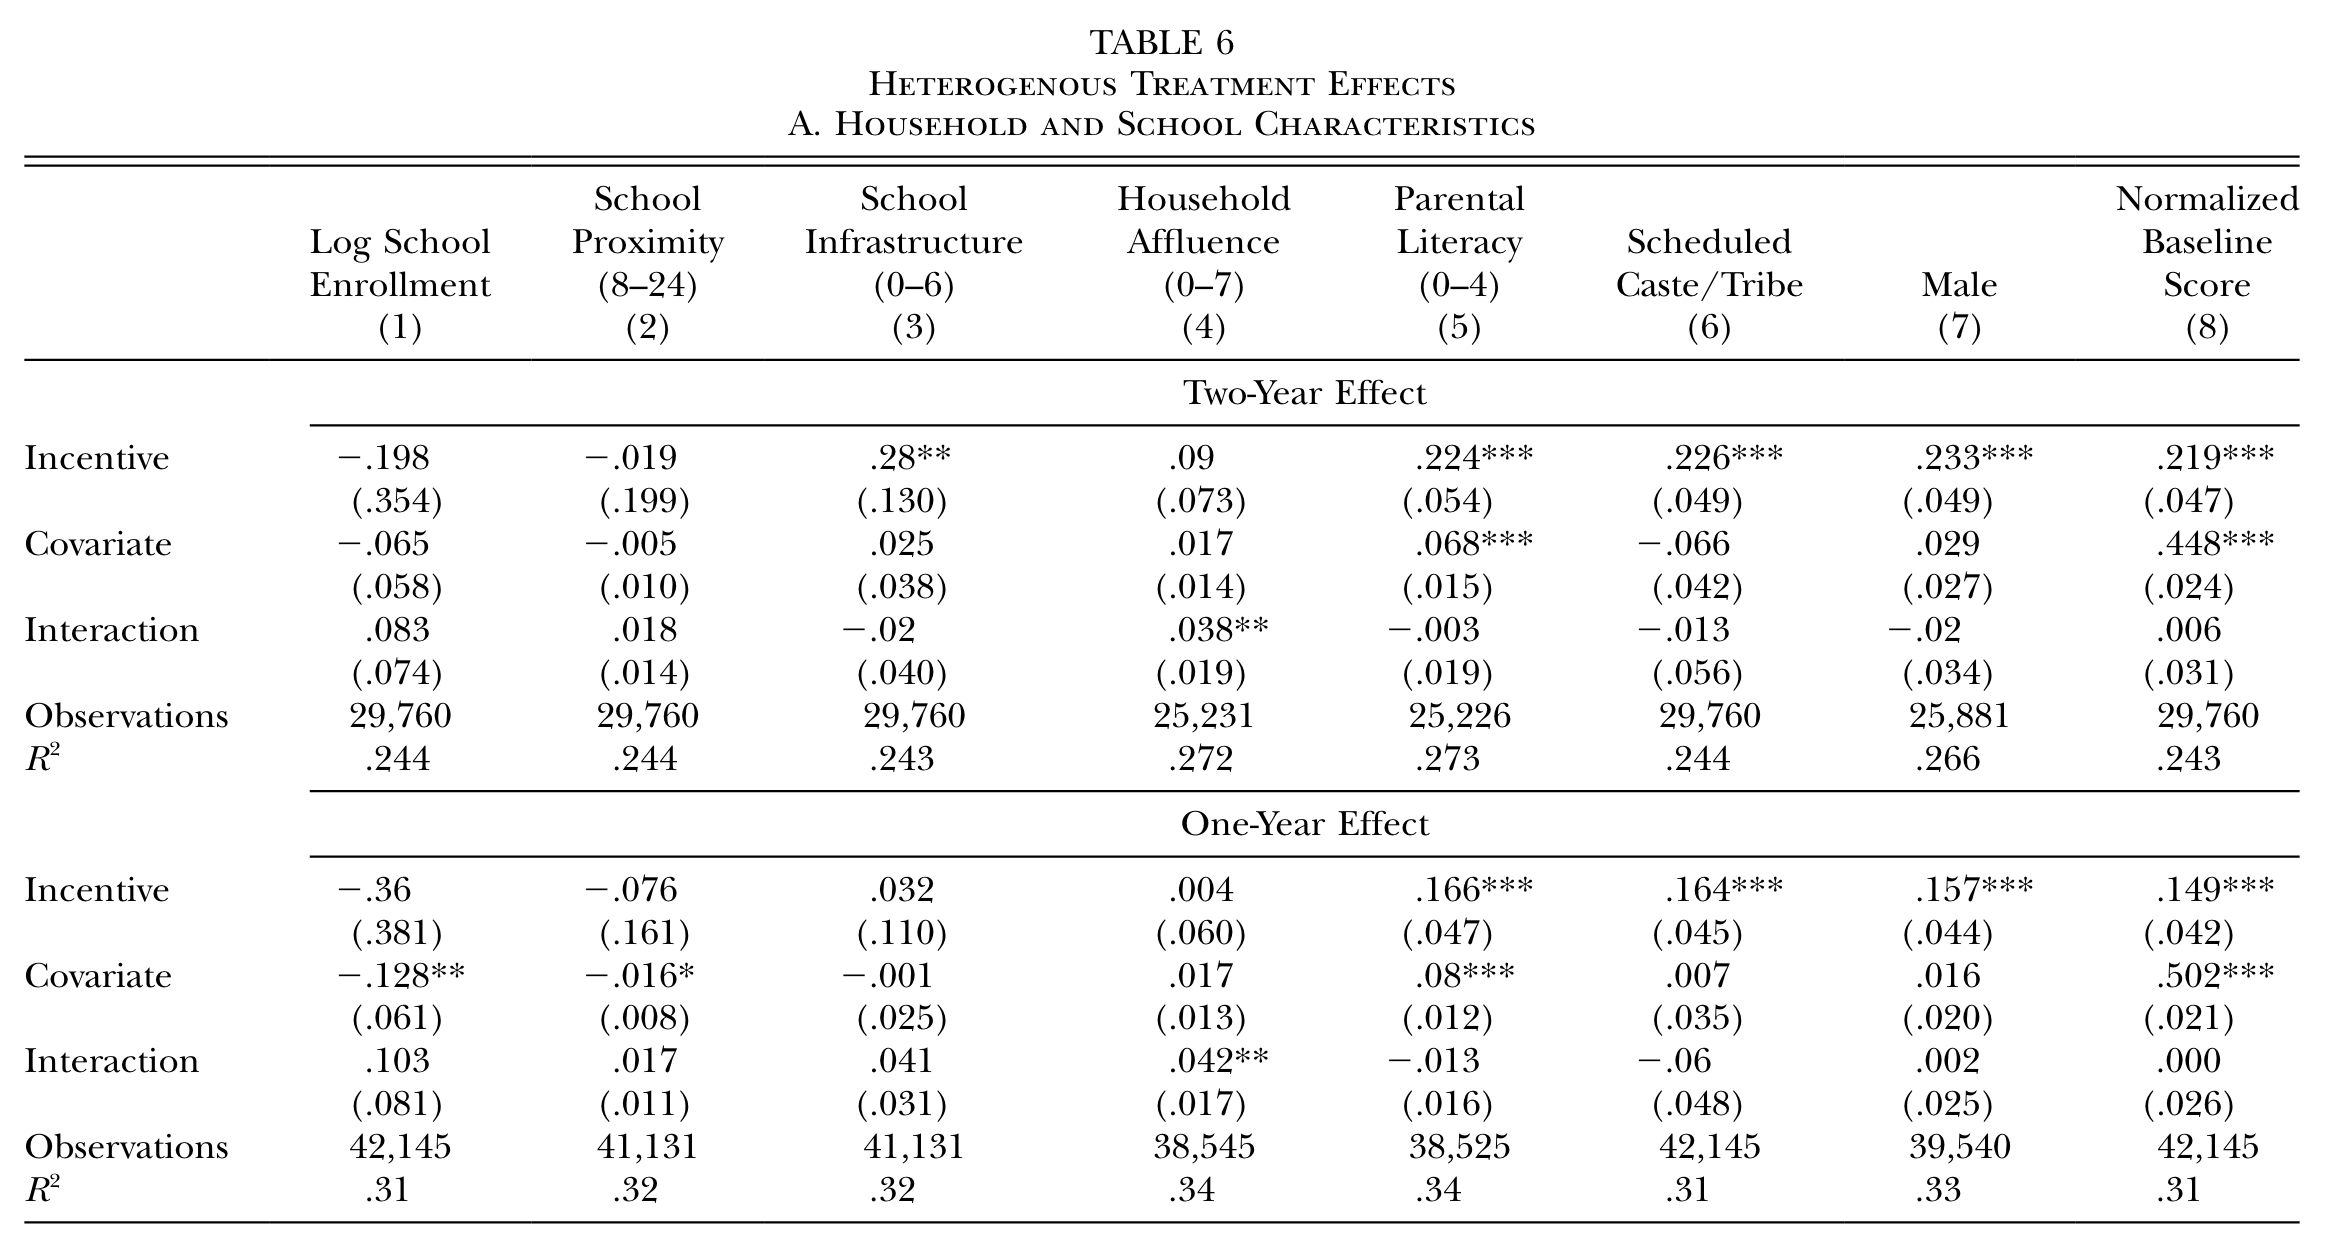 TABLE 6
Heterogenous Treatment Effects
A. Household and School Characteristics
School School Household Parental Normalized
Log School Proximity Infrastructure Affluence Literacy Scheduled Baseline
Enrollment (8–24) (0–6) (0–7) (0–4) Caste/Tribe Male Score
(1) (2) (3) (4) (5) (6) (7) (8)
Two-Year Effect
Incentive −.198 −.019 .28** .09 .224*** .226*** .233*** .219***
(.354) (.199) (.130) (.073) (.054) (.049) (.049) (.047)
Covariate −.065 −.005 .025 .017 .068*** −.066 .029 .448***
(.058) (.010) (.038) (.014) (.015) (.042) (.027) (.024)
Interaction .083 .018 −.02 .038** −.003 −.013 −.02 .006
(.074) (.014) (.040) (.019) (.019) (.056) (.034) (.031)
Observations 29,760 29,760 29,760 25,231 25,226 29,760 25,881 29,760
R² .244 .244 .243 .272 .273 .244 .266 .243
One-Year Effect
Incentive −.36 −.076 .032 .004 .166*** .164*** .157*** .149***
(.381) (.161) (.110) (.060) (.047) (.045) (.044) (.042)
Covariate −.128** −.016* −.001 .017 .08*** .007 .016 .502***
(.061) (.008) (.025) (.013) (.012) (.035) (.020) (.021)
Interaction .103 .017 .041 .042** −.013 −.06 .002 .000
(.081) (.011) (.031) (.017) (.016) (.048) (.025) (.026)
Observations 42,145 41,131 41,131 38,545 38,525 42,145 39,540 42,145
R² .31 .32 .32 .34 .34 .31 .33 .31